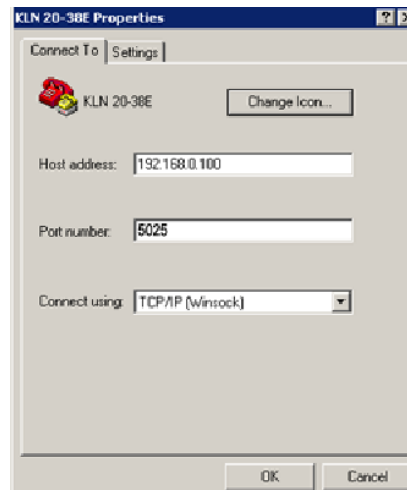 KLN 20-38E Properties
Connect To Settings
KLN 20-38E Change Icon...
Host address: 192.168.0.100
Port number: 5025
Connect using: TCP/IP (Winsock)
OK Cancel